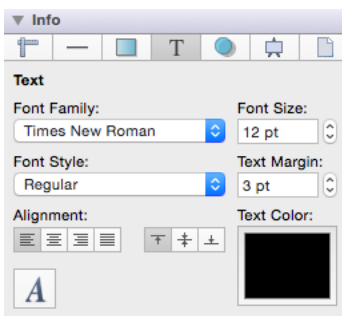 Info
T
Text
Font Family: Font Size:
Times New Roman 12 pt
Font Style: Text Margin:
Regular 3 pt
Alignment: Text Color:
A